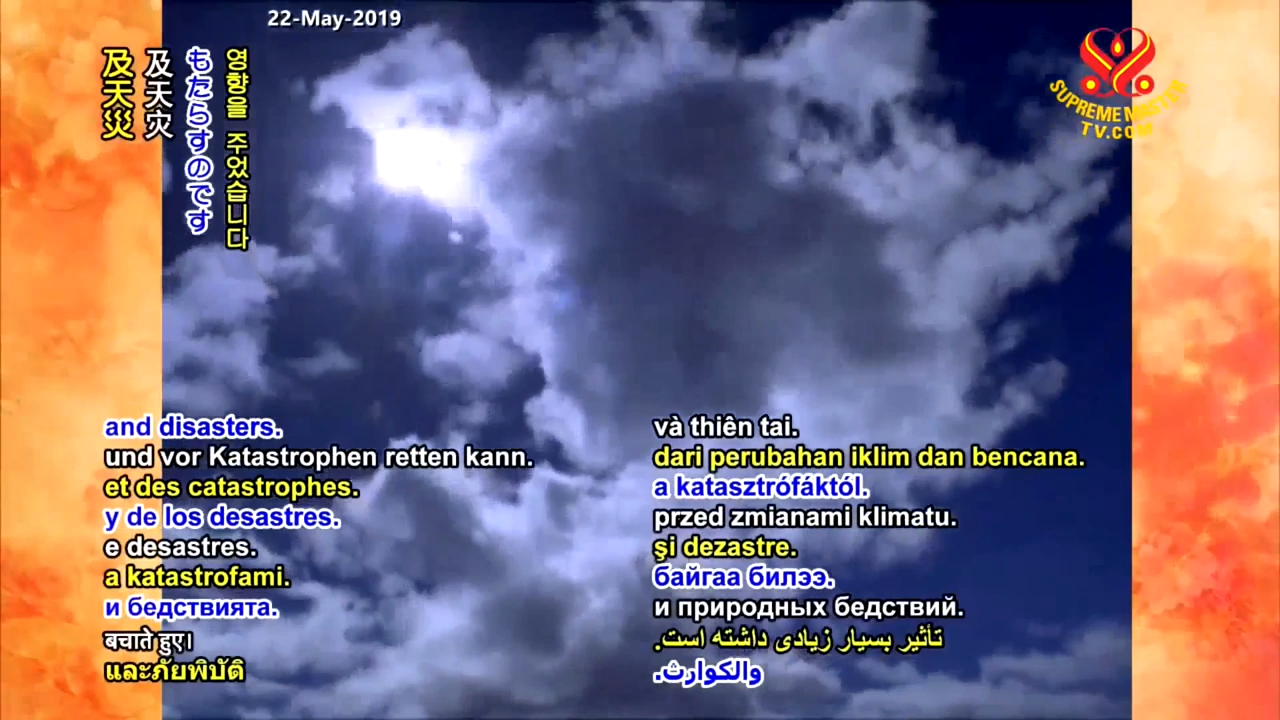 22-May-2019
SUPREME MASTER
TV.COM
영향을 주었습니다
もたらすのです
及天灾
及天災
and disasters.
und vor Katastrophen retten kann.
et des catastrophes.
y de los desastres.
e desastres.
a katastrofami.
и бедствията.
बचाते हुए।
และภัยพิบัติ
và thiên tai.
dari perubahan iklim dan bencana.
a katasztrófáktól.
przed zmianami klimatu.
şi dezastre.
байгаа билээ.
и природных бедствий.
تأثیر بسیار زیادی داشته است.
والكوارث.